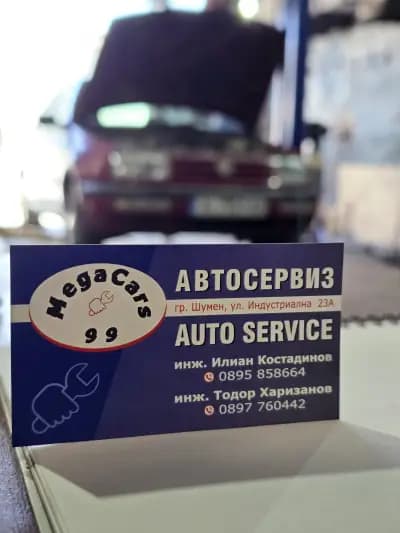 MegaCars
99
АВТОСЕРВИЗ
гр. Шумен, ул. Индустриална 23А
AUTO SERVICE
инж. Илиан Костадинов
0895 858664
инж. Тодор Харизанов
0897 760442